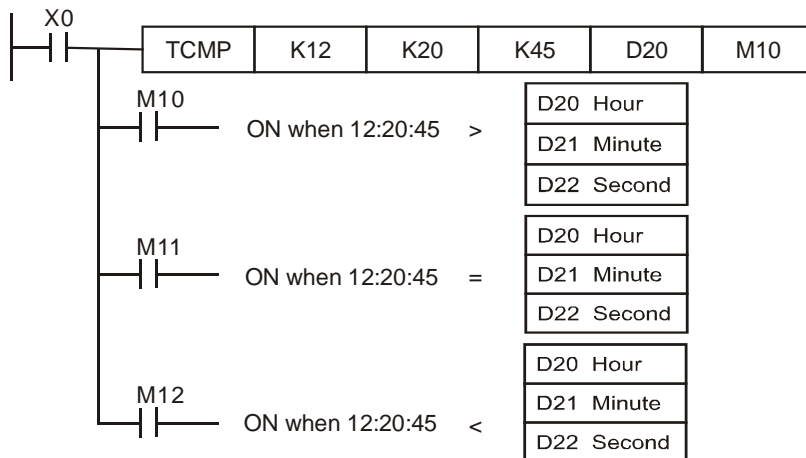 X0
TCMP K12 K20 K45 D20 M10
M10
ON when 12:20:45 >
D20 Hour
D21 Minute
D22 Second
M11
ON when 12:20:45 =
D20 Hour
D21 Minute
D22 Second
M12
ON when 12:20:45 <
D20 Hour
D21 Minute
D22 Second